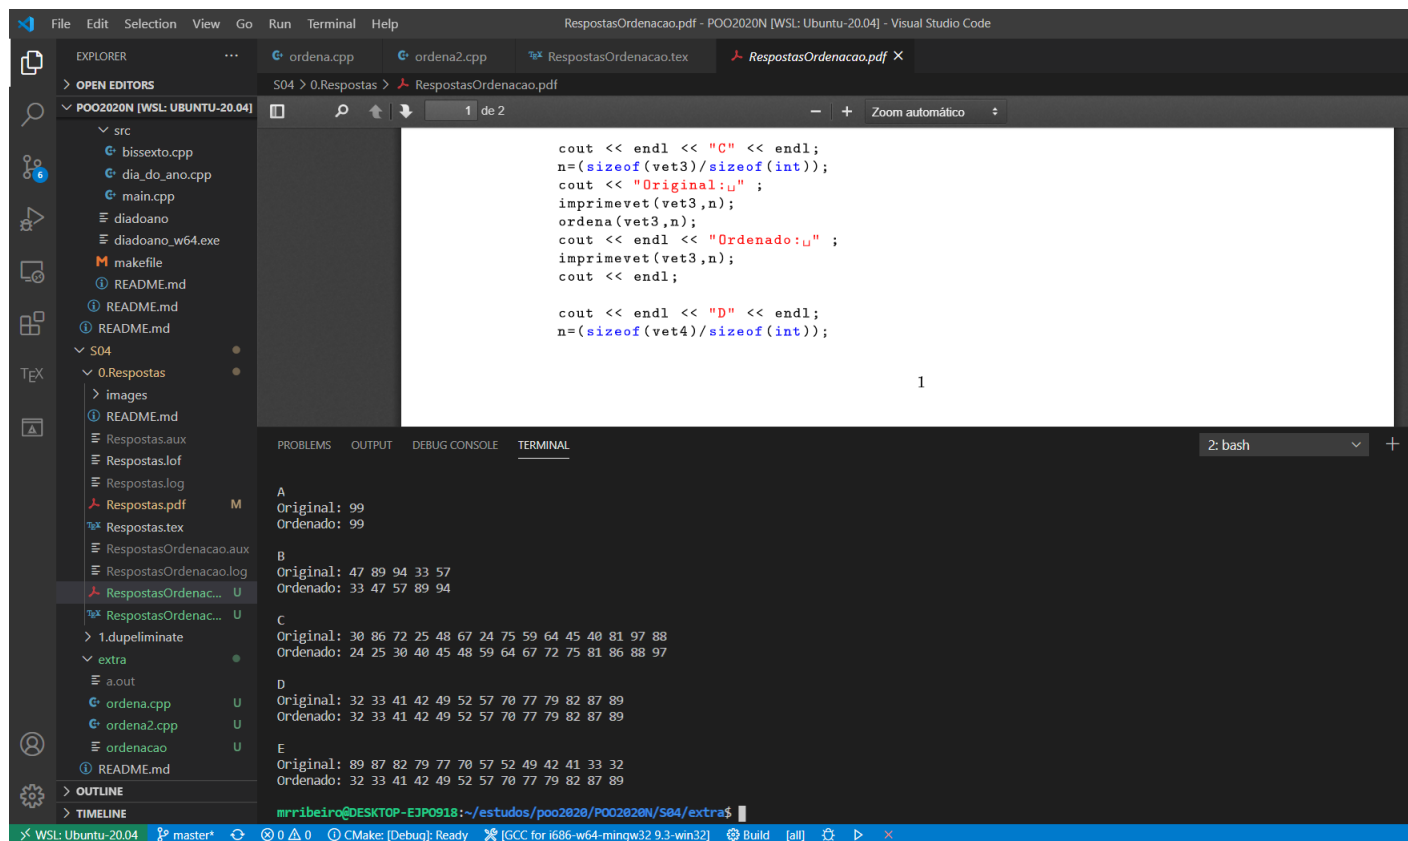 File Edit Selection View Go Run Terminal Help RespostasOrdenacao.pdf - POO2020N [WSL: Ubuntu-20.04] - Visual Studio Code
EXPLORER ···
ordena.cpp ordena2.cpp RespostasOrdenacao.tex RespostasOrdenacao.pdf
OPEN EDITORS
S04 > 0.Respostas > RespostasOrdenacao.pdf
POO2020N [WSL: UBUNTU-20.04]
1 de 2 Zoom automático
src
bissexto.cpp
dia_do_ano.cpp
main.cpp
diadoano
diadoano_w64.exe
makefile
README.md
README.md
README.md
S04
0.Respostas
images
README.md
Respostas.aux
Respostas.lof
Respostas.log
Respostas.pdf M
Respostas.tex
RespostasOrdenacao.aux
RespostasOrdenacao.log
RespostasOrdenac... U
RespostasOrdenac... U
1.dupeliminate
extra
a.out
ordena.cpp U
ordena2.cpp U
ordenacao U
README.md
OUTLINE
TIMELINE
6
TEX
cout << endl << "C" << endl;
n=(sizeof(vet3)/sizeof(int));
cout << "Original:␣" ;
imprimevet(vet3,n);
ordena(vet3,n);
cout << endl << "Ordenado:␣" ;
imprimevet(vet3,n);
cout << endl;
cout << endl << "D" << endl;
n=(sizeof(vet4)/sizeof(int));
1
PROBLEMS OUTPUT DEBUG CONSOLE TERMINAL 2: bash
A
Original: 99
Ordenado: 99
B
Original: 47 89 94 33 57
Ordenado: 33 47 57 89 94
C
Original: 30 86 72 25 48 67 24 75 59 64 45 40 81 97 88
Ordenado: 24 25 30 40 45 48 59 64 67 72 75 81 86 88 97
D
Original: 32 33 41 42 49 52 57 70 77 79 82 87 89
Ordenado: 32 33 41 42 49 52 57 70 77 79 82 87 89
E
Original: 89 87 82 79 77 70 57 52 49 42 41 33 32
Ordenado: 32 33 41 42 49 52 57 70 77 79 82 87 89
mrribeiro@DESKTOP-EJPO918:~/estudos/poo2020/POO2020N/S04/extra$
WSL: Ubuntu-20.04 master* 0 0 CMake: [Debug]: Ready [GCC for i686-w64-mingw32 9.3-win32] Build [all]